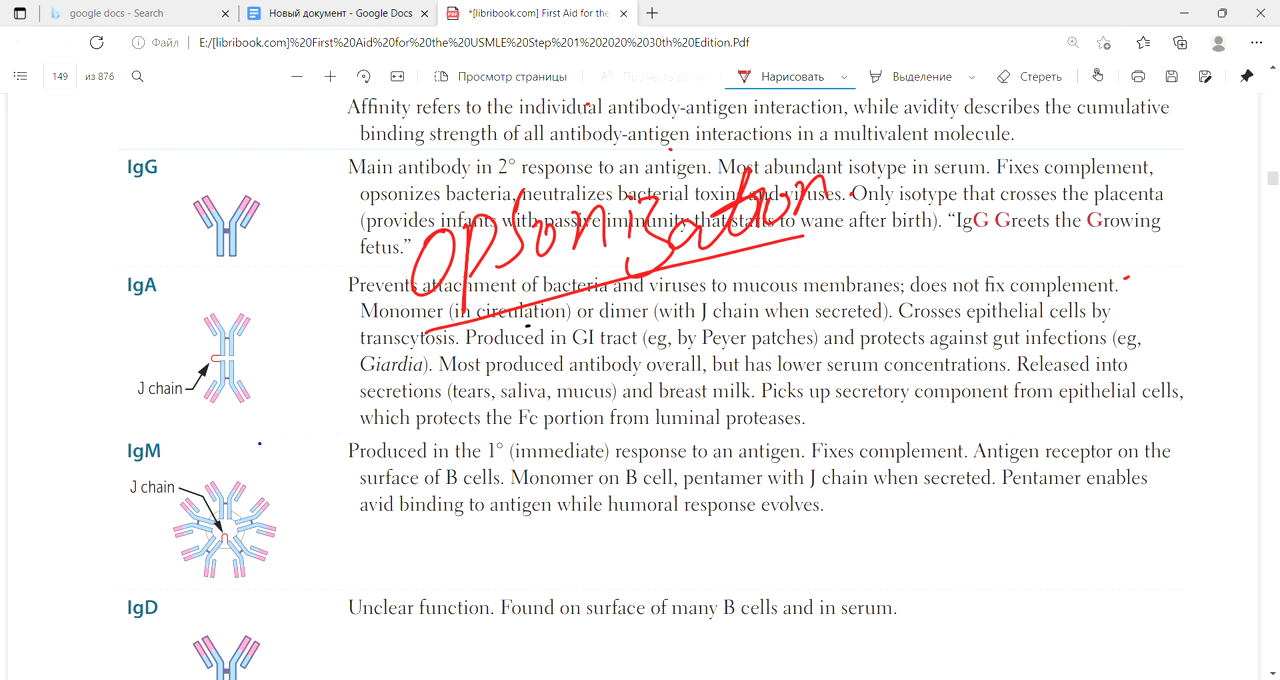 google docs - Search
Новый документ - Google Docs
*[libribook.com] First Aid for the
Файл
E:/[libribook.com]%20First%20Aid%20for%20the%20USMLE%20Step%201%202020%2030th%20Edition.Pdf
149 из 876
Просмотр страницы
Прочесть вслух
Нарисовать
Выделение
Стереть
Affinity refers to the individual antibody-antigen interaction, while avidity describes the cumulative
binding strength of all antibody-antigen interactions in a multivalent molecule.
IgG
Main antibody in 2° response to an antigen. Most abundant isotype in serum. Fixes complement,
opsonizes bacteria, neutralizes bacterial toxins and viruses. Only isotype that crosses the placenta
(provides infants with passive immunity that starts to wane after birth). “IgG Greets the Growing
fetus.”
opsonization
IgA
Prevents attachment of bacteria and viruses to mucous membranes; does not fix complement.
Monomer (in circulation) or dimer (with J chain when secreted). Crosses epithelial cells by
transcytosis. Produced in GI tract (eg, by Peyer patches) and protects against gut infections (eg,
Giardia). Most produced antibody overall, but has lower serum concentrations. Released into
secretions (tears, saliva, mucus) and breast milk. Picks up secretory component from epithelial cells,
which protects the Fc portion from luminal proteases.
J chain
IgM
Produced in the 1° (immediate) response to an antigen. Fixes complement. Antigen receptor on the
surface of B cells. Monomer on B cell, pentamer with J chain when secreted. Pentamer enables
avid binding to antigen while humoral response evolves.
J chain
IgD
Unclear function. Found on surface of many B cells and in serum.